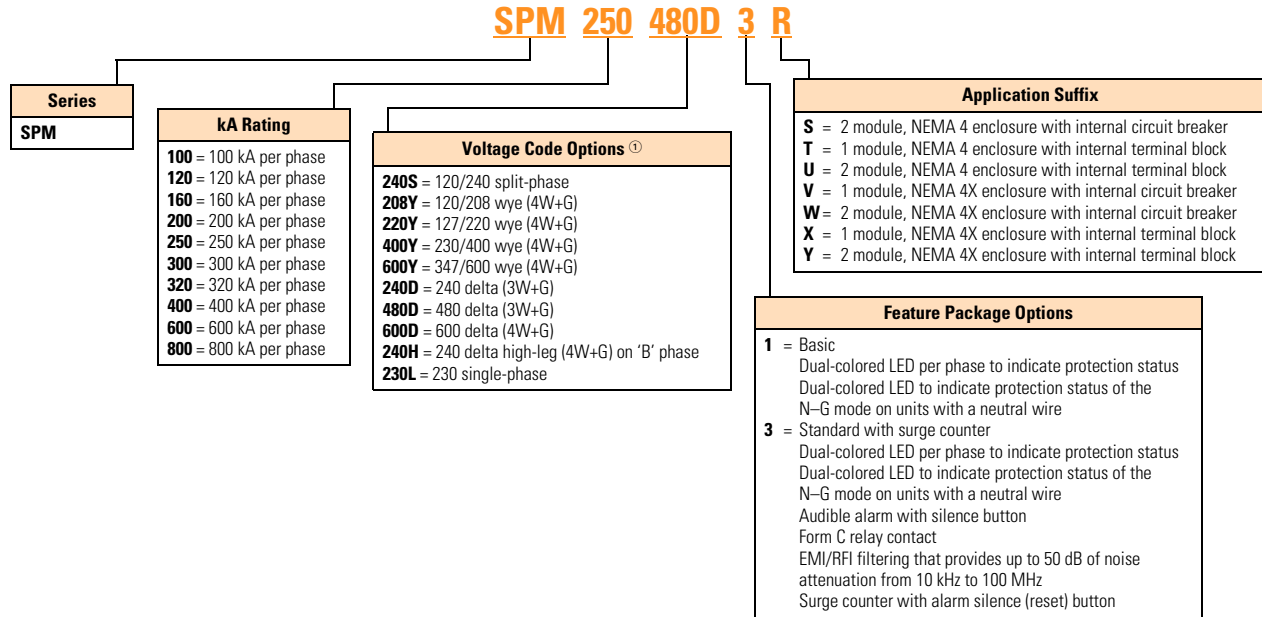 SPM 250 480D 3 R
Series
SPM
kA Rating
100 = 100 kA per phase
120 = 120 kA per phase
160 = 160 kA per phase
200 = 200 kA per phase
250 = 250 kA per phase
300 = 300 kA per phase
320 = 320 kA per phase
400 = 400 kA per phase
600 = 600 kA per phase
800 = 800 kA per phase
Voltage Code Options ①
240S = 120/240 split-phase
208Y = 120/208 wye (4W+G)
220Y = 127/220 wye (4W+G)
400Y = 230/400 wye (4W+G)
600Y = 347/600 wye (4W+G)
240D = 240 delta (3W+G)
480D = 480 delta (3W+G)
600D = 600 delta (4W+G)
240H = 240 delta high-leg (4W+G) on ‘B’ phase
230L = 230 single-phase
Application Suffix
S = 2 module, NEMA 4 enclosure with internal circuit breaker
T = 1 module, NEMA 4 enclosure with internal terminal block
U = 2 module, NEMA 4 enclosure with internal terminal block
V = 1 module, NEMA 4X enclosure with internal circuit breaker
W = 2 module, NEMA 4X enclosure with internal circuit breaker
X = 1 module, NEMA 4X enclosure with internal terminal block
Y = 2 module, NEMA 4X enclosure with internal terminal block
Feature Package Options
1 = Basic
Dual-colored LED per phase to indicate protection status
Dual-colored LED to indicate protection status of the
N–G mode on units with a neutral wire
3 = Standard with surge counter
Dual-colored LED per phase to indicate protection status
Dual-colored LED to indicate protection status of the
N–G mode on units with a neutral wire
Audible alarm with silence button
Form C relay contact
EMI/RFI filtering that provides up to 50 dB of noise
attenuation from 10 kHz to 100 MHz
Surge counter with alarm silence (reset) button